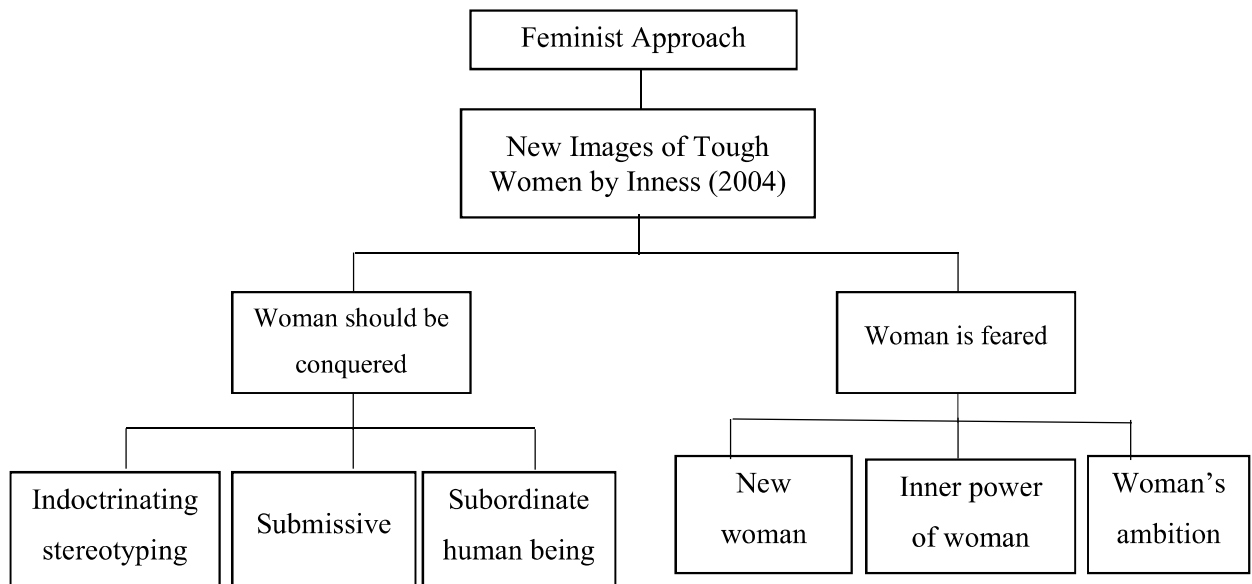 Feminist Approach
New Images of Tough
Women by Inness (2004)
Woman should be
conquered
Woman is feared
Indoctrinating
stereotyping
Submissive
Subordinate
human being
New
woman
Inner power
of woman
Woman’s
ambition